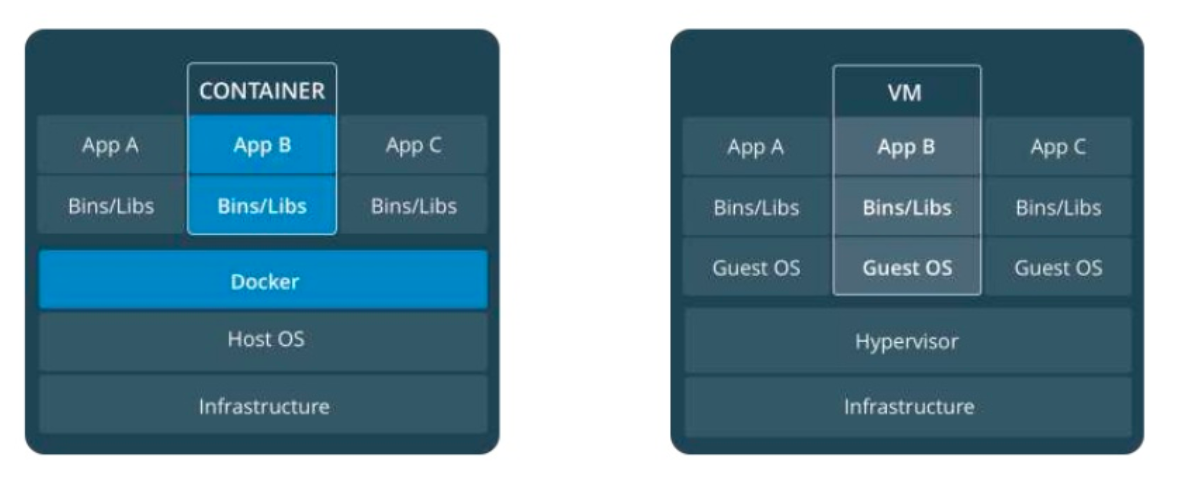 CONTAINER
App A App B App C
Bins/Libs Bins/Libs Bins/Libs
Docker
Host OS
Infrastructure
VM
App A App B App C
Bins/Libs Bins/Libs Bins/Libs
Guest OS Guest OS Guest OS
Hypervisor
Infrastructure